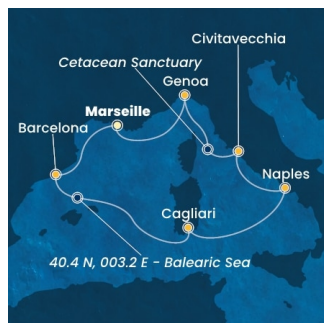 Civitavecchia
Cetacean Sanctuary
Genoa
Marseille
Barcelona
Naples
Cagliari
40.4 N, 003.2 E - Balearic Sea